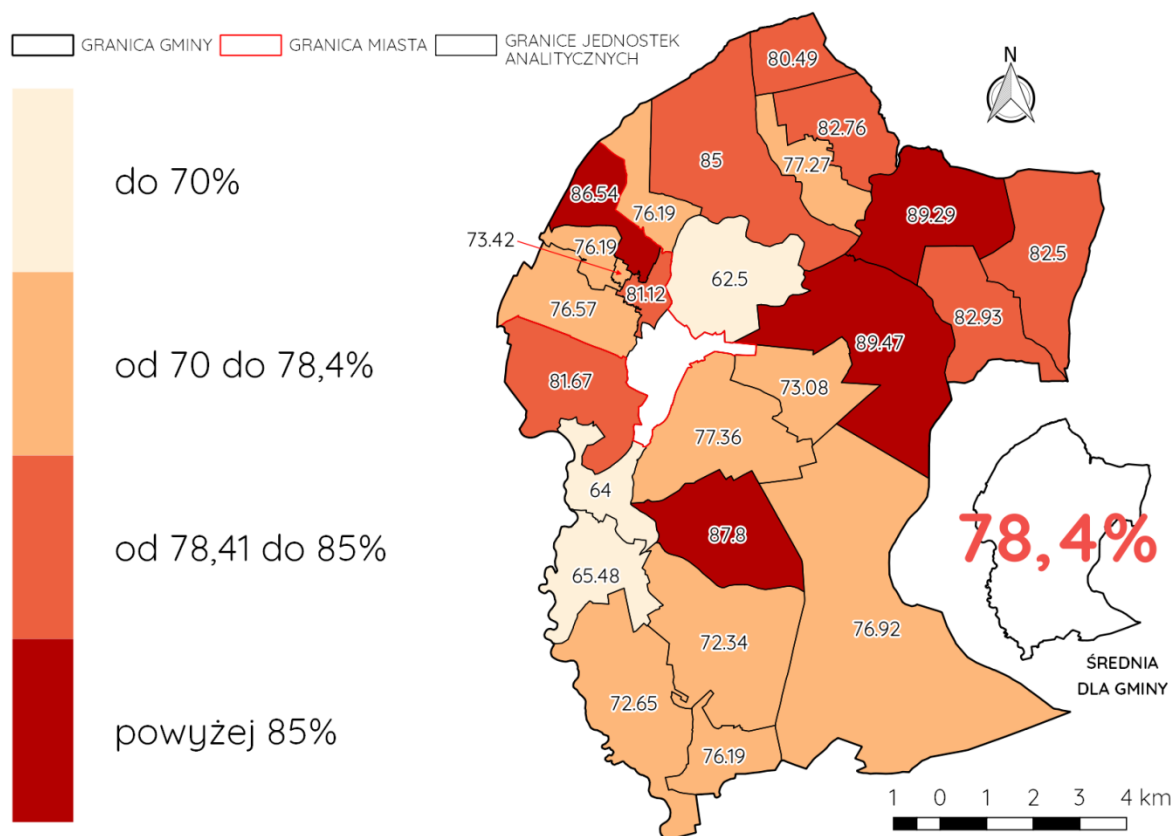 GRANICA GMINY
GRANICA MIASTA
GRANICE JEDNOSTEK
ANALITYCZNYCH
do 70%
od 70 do 78,4%
od 78,41 do 85%
powyżej 85%
N
80.49
82.76
85
77.27
86.54
76.19
89.29
73.42
76.19
82.5
62.5
81.12
76.57
82.93
89.47
81.67
73.08
77.36
64
87.8
78,4%
65.48
76.92
72.34
ŚREDNIA
DLA GMINY
72.65
76.19
1 0 1 2 3 4 km